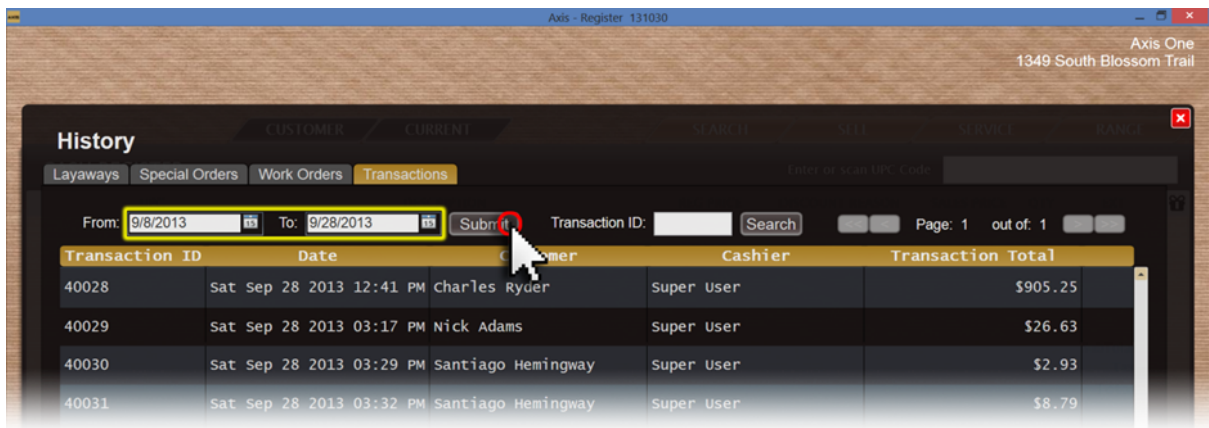 Axis - Register 131030
Axis One
1349 South Blossom Trail
CUSTOMER CURRENT SEARCH SELL SERVICE RANGE
History
Layaways Special Orders Work Orders Transactions
Enter or scan UPC Code
From: 9/8/2013 15 To: 9/28/2013 15 Submit Transaction ID: Search << < Page: 1 out of: 1 > >>
Transaction ID Date Customer Cashier Transaction Total
40028 Sat Sep 28 2013 12:41 PM Charles Ryder Super User $905.25
40029 Sat Sep 28 2013 03:17 PM Nick Adams Super User $26.63
40030 Sat Sep 28 2013 03:29 PM Santiago Hemingway Super User $2.93
40031 Sat Sep 28 2013 03:32 PM Santiago Hemingway Super User $8.79